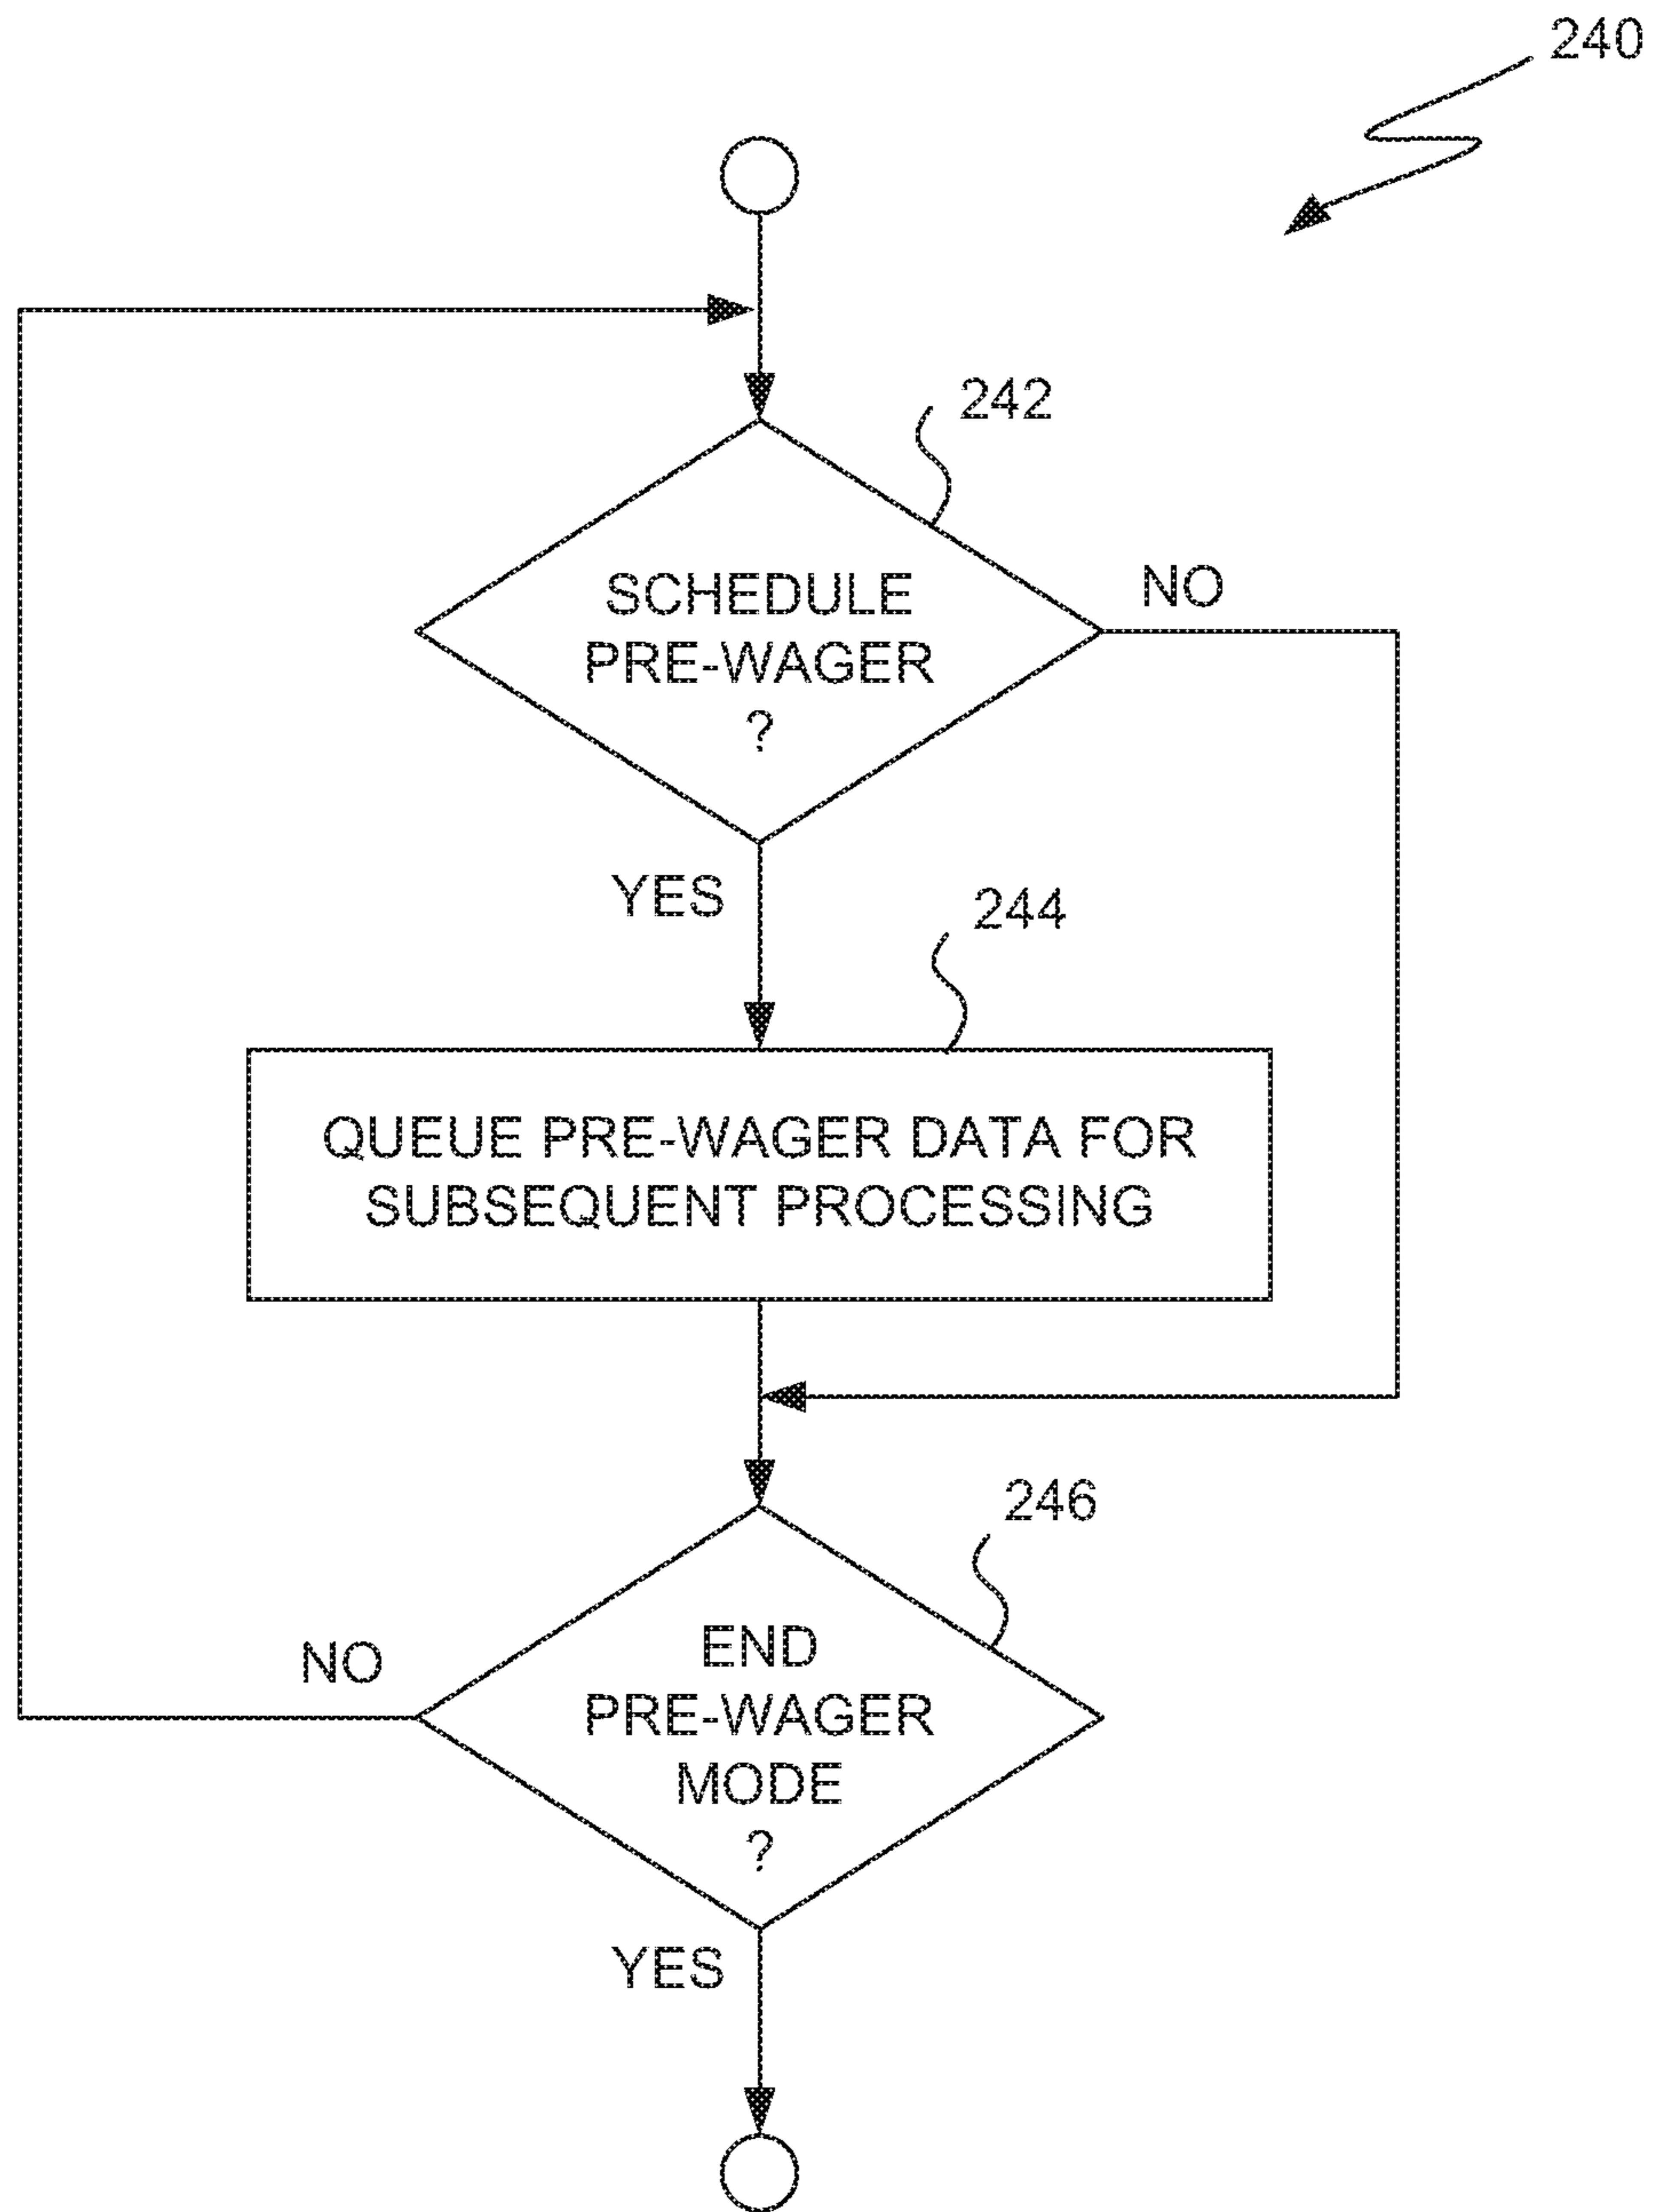 240
242
SCHEDULE
PRE-WAGER
?
NO
YES
244
QUEUE PRE-WAGER DATA FOR
SUBSEQUENT PROCESSING
246
END
PRE-WAGER
MODE
?
NO
YES